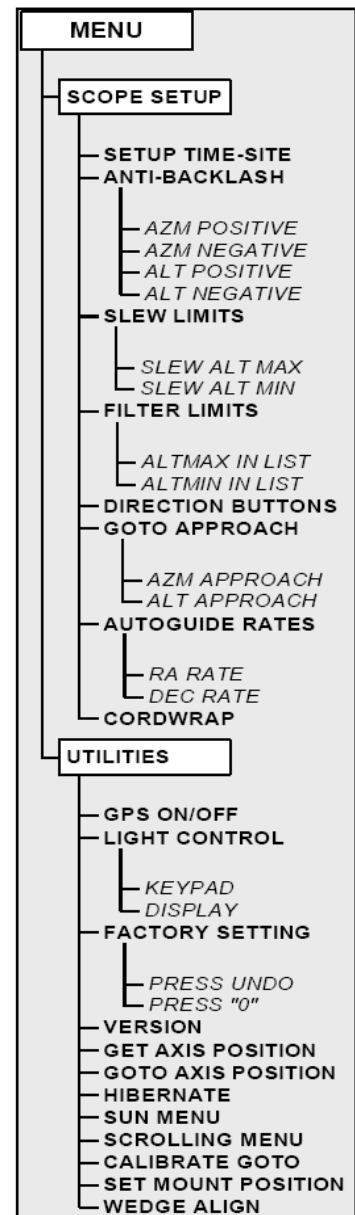 MENU
SCOPE SETUP
SETUP TIME-SITE
ANTI-BACKLASH
AZM POSITIVE
AZM NEGATIVE
ALT POSITIVE
ALT NEGATIVE
SLEW LIMITS
SLEW ALT MAX
SLEW ALT MIN
FILTER LIMITS
ALTMAX IN LIST
ALTMIN IN LIST
DIRECTION BUTTONS
GOTO APPROACH
AZM APPROACH
ALT APPROACH
AUTOGUIDE RATES
RA RATE
DEC RATE
CORDWRAP
UTILITIES
GPS ON/OFF
LIGHT CONTROL
KEYPAD
DISPLAY
FACTORY SETTING
PRESS UNDO
PRESS "0"
VERSION
GET AXIS POSITION
GOTO AXIS POSITION
HIBERNATE
SUN MENU
SCROLLING MENU
CALIBRATE GOTO
SET MOUNT POSITION
WEDGE ALIGN